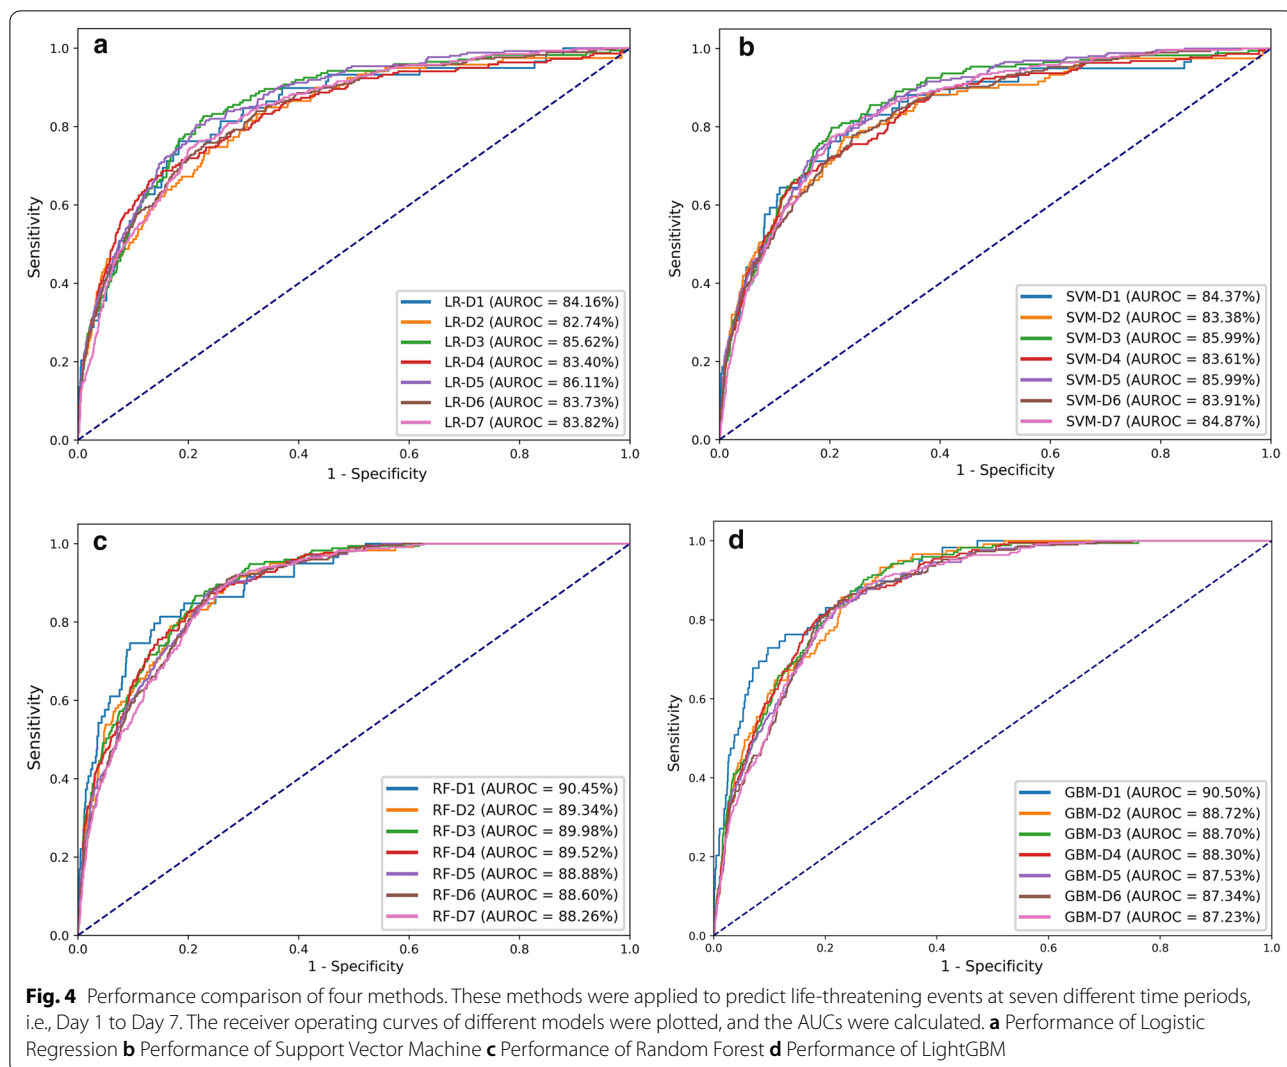 a
1.0
0.8
0.6
0.4
0.2
0.0
Sensitivity
LR-D1 (AUROC = 84.16%)
LR-D2 (AUROC = 82.74%)
LR-D3 (AUROC = 85.62%)
LR-D4 (AUROC = 83.40%)
LR-D5 (AUROC = 86.11%)
LR-D6 (AUROC = 83.73%)
LR-D7 (AUROC = 83.82%)
0.0 0.2 0.4 0.6 0.8 1.0
1 - Specificity
b
1.0
0.8
0.6
0.4
0.2
0.0
Sensitivity
SVM-D1 (AUROC = 84.37%)
SVM-D2 (AUROC = 83.38%)
SVM-D3 (AUROC = 85.99%)
SVM-D4 (AUROC = 83.61%)
SVM-D5 (AUROC = 85.99%)
SVM-D6 (AUROC = 83.91%)
SVM-D7 (AUROC = 84.87%)
0.0 0.2 0.4 0.6 0.8 1.0
1 - Specificity
c
1.0
0.8
0.6
0.4
0.2
0.0
Sensitivity
RF-D1 (AUROC = 90.45%)
RF-D2 (AUROC = 89.34%)
RF-D3 (AUROC = 89.98%)
RF-D4 (AUROC = 89.52%)
RF-D5 (AUROC = 88.88%)
RF-D6 (AUROC = 88.60%)
RF-D7 (AUROC = 88.26%)
0.0 0.2 0.4 0.6 0.8 1.0
1 - Specificity
d
1.0
0.8
0.6
0.4
0.2
0.0
Sensitivity
GBM-D1 (AUROC = 90.50%)
GBM-D2 (AUROC = 88.72%)
GBM-D3 (AUROC = 88.70%)
GBM-D4 (AUROC = 88.30%)
GBM-D5 (AUROC = 87.53%)
GBM-D6 (AUROC = 87.34%)
GBM-D7 (AUROC = 87.23%)
0.0 0.2 0.4 0.6 0.8 1.0
1 - Specificity
Fig. 4 Performance comparison of four methods. These methods were applied to predict life-threatening events at seven different time periods,
i.e., Day 1 to Day 7. The receiver operating curves of different models were plotted, and the AUCs were calculated. a Performance of Logistic
Regression b Performance of Support Vector Machine c Performance of Random Forest d Performance of LightGBM